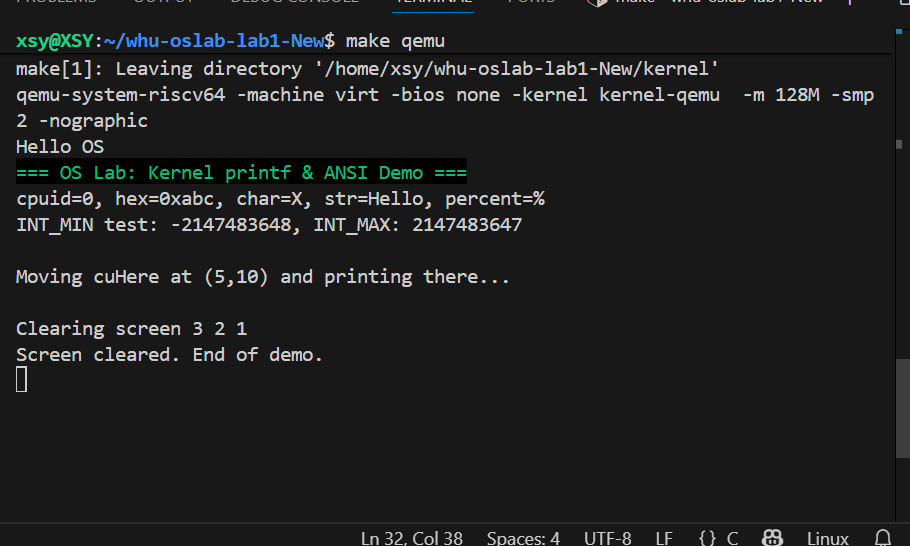 PROBLEMS OUTPUT DEBUG CONSOLE TERMINAL PORTS make - whu-oslab-lab1-New
xsy@XSY:~/whu-oslab-lab1-New$ make qemu
make[1]: Leaving directory '/home/xsy/whu-oslab-lab1-New/kernel'
qemu-system-riscv64 -machine virt -bios none -kernel kernel-qemu  -m 128M -smp
2 -nographic
Hello OS
=== OS Lab: Kernel printf & ANSI Demo ===
cpuid=0, hex=0xabc, char=X, str=Hello, percent=%
INT_MIN test: -2147483648, INT_MAX: 2147483647
Moving cuHere at (5,10) and printing there...
Clearing screen 3 2 1
Screen cleared. End of demo.
Ln 32, Col 38 Spaces: 4 UTF-8 LF {} C Linux